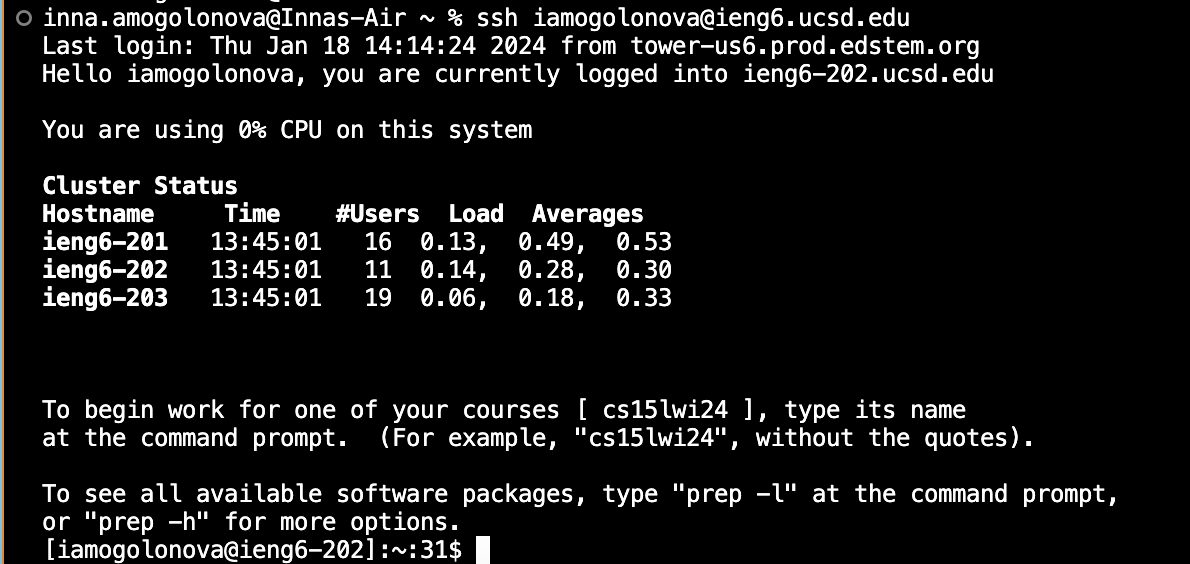 inna.amogolonova@Innas-Air ~ % ssh iamogolonova@ieng6.ucsd.edu
Last login: Thu Jan 18 14:14:24 2024 from tower-us6.prod.edstem.org
Hello iamogolonova, you are currently logged into ieng6-202.ucsd.edu

You are using 0% CPU on this system

Cluster Status
Hostname     Time    #Users  Load  Averages
ieng6-201   13:45:01   16  0.13,  0.49,  0.53
ieng6-202   13:45:01   11  0.14,  0.28,  0.30
ieng6-203   13:45:01   19  0.06,  0.18,  0.33

To begin work for one of your courses [ cs15lwi24 ], type its name
at the command prompt.  (For example, "cs15lwi24", without the quotes).

To see all available software packages, type "prep -l" at the command prompt,
or "prep -h" for more options.
[iamogolonova@ieng6-202]:~:31$